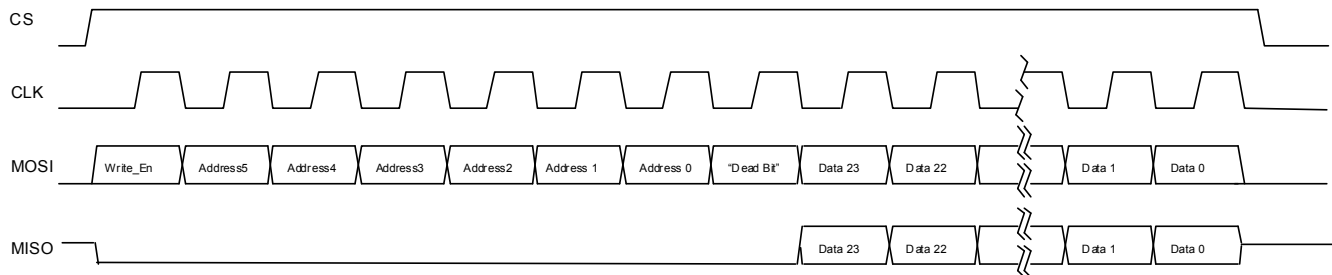 CS
CLK
MOSI Write_En Address5 Address4 Address3 Address2 Address 1 Address 0 "Dead Bit" Data 23 Data 22 Data 1 Data 0
MISO Data 23 Data 22 Data 1 Data 0